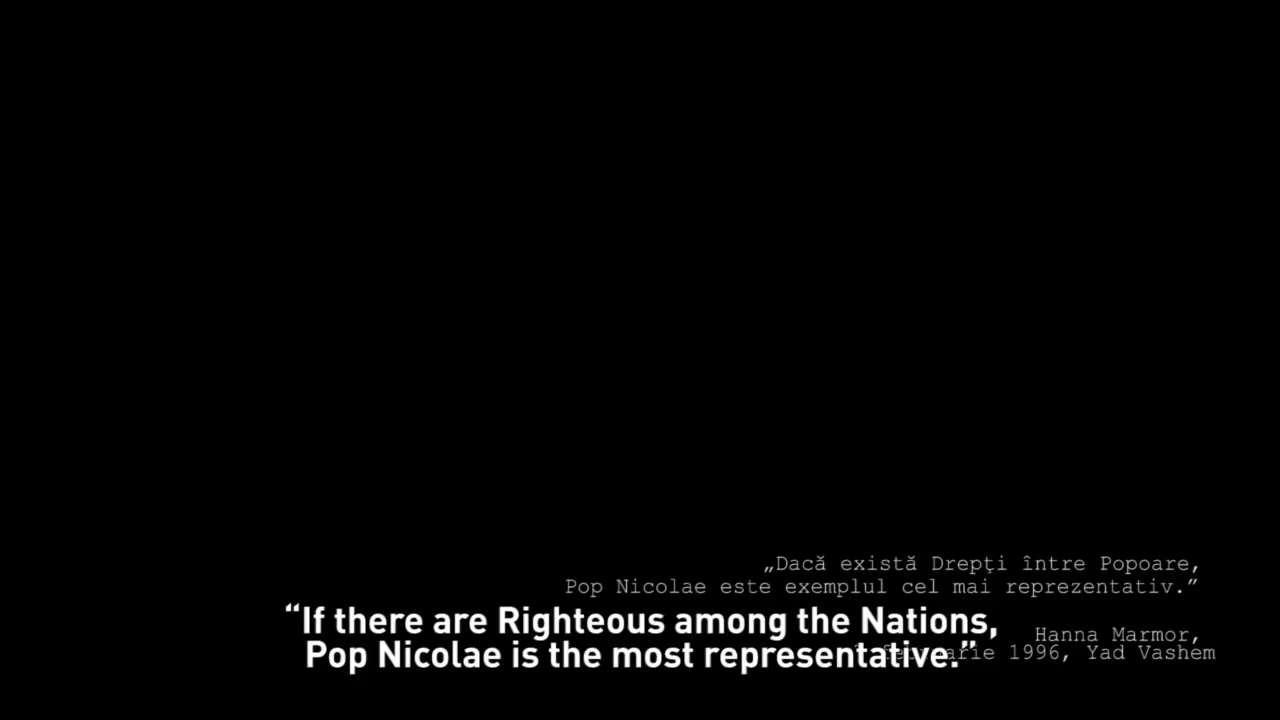 „Dacă există Drepţi între Popoare,
Pop Nicolae este exemplul cel mai reprezentativ.”
“If there are Righteous among the Nations,
Pop Nicolae is the most representative.”
Hanna Marmor,
1996, Yad Vashem